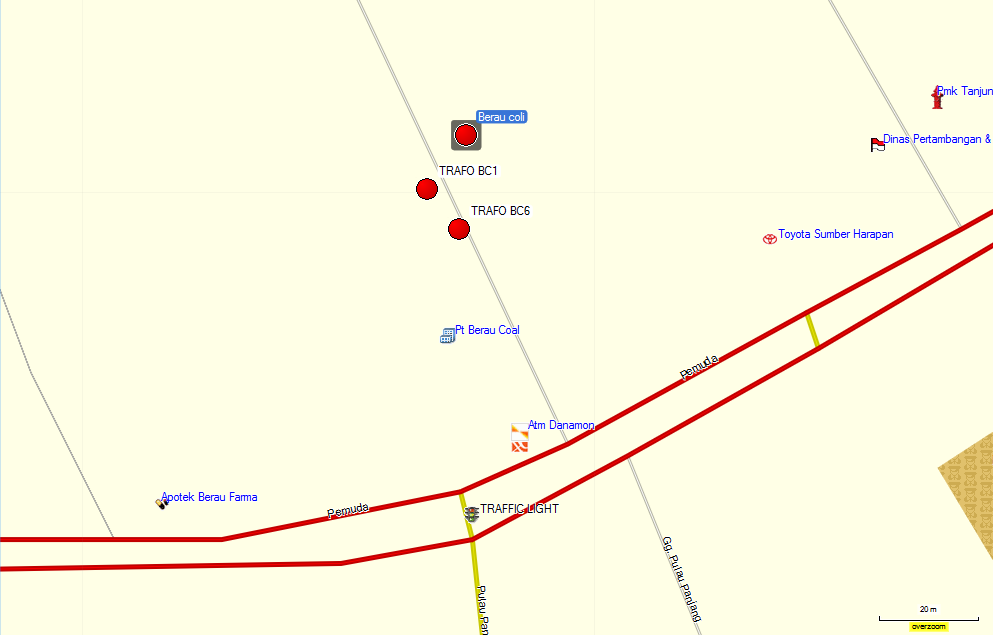 Pmk Tanjun
Berau coli
Dinas Pertambangan &
TRAFO BC1
TRAFO BC6
Toyota Sumber Harapan
Pt Berau Coal
Pemuda
Atm Danamon
Apotek Berau Farma
Pemuda
TRAFFIC LIGHT
Gg. Pulau Panjang
Pulau Pan
20 m
overzoom